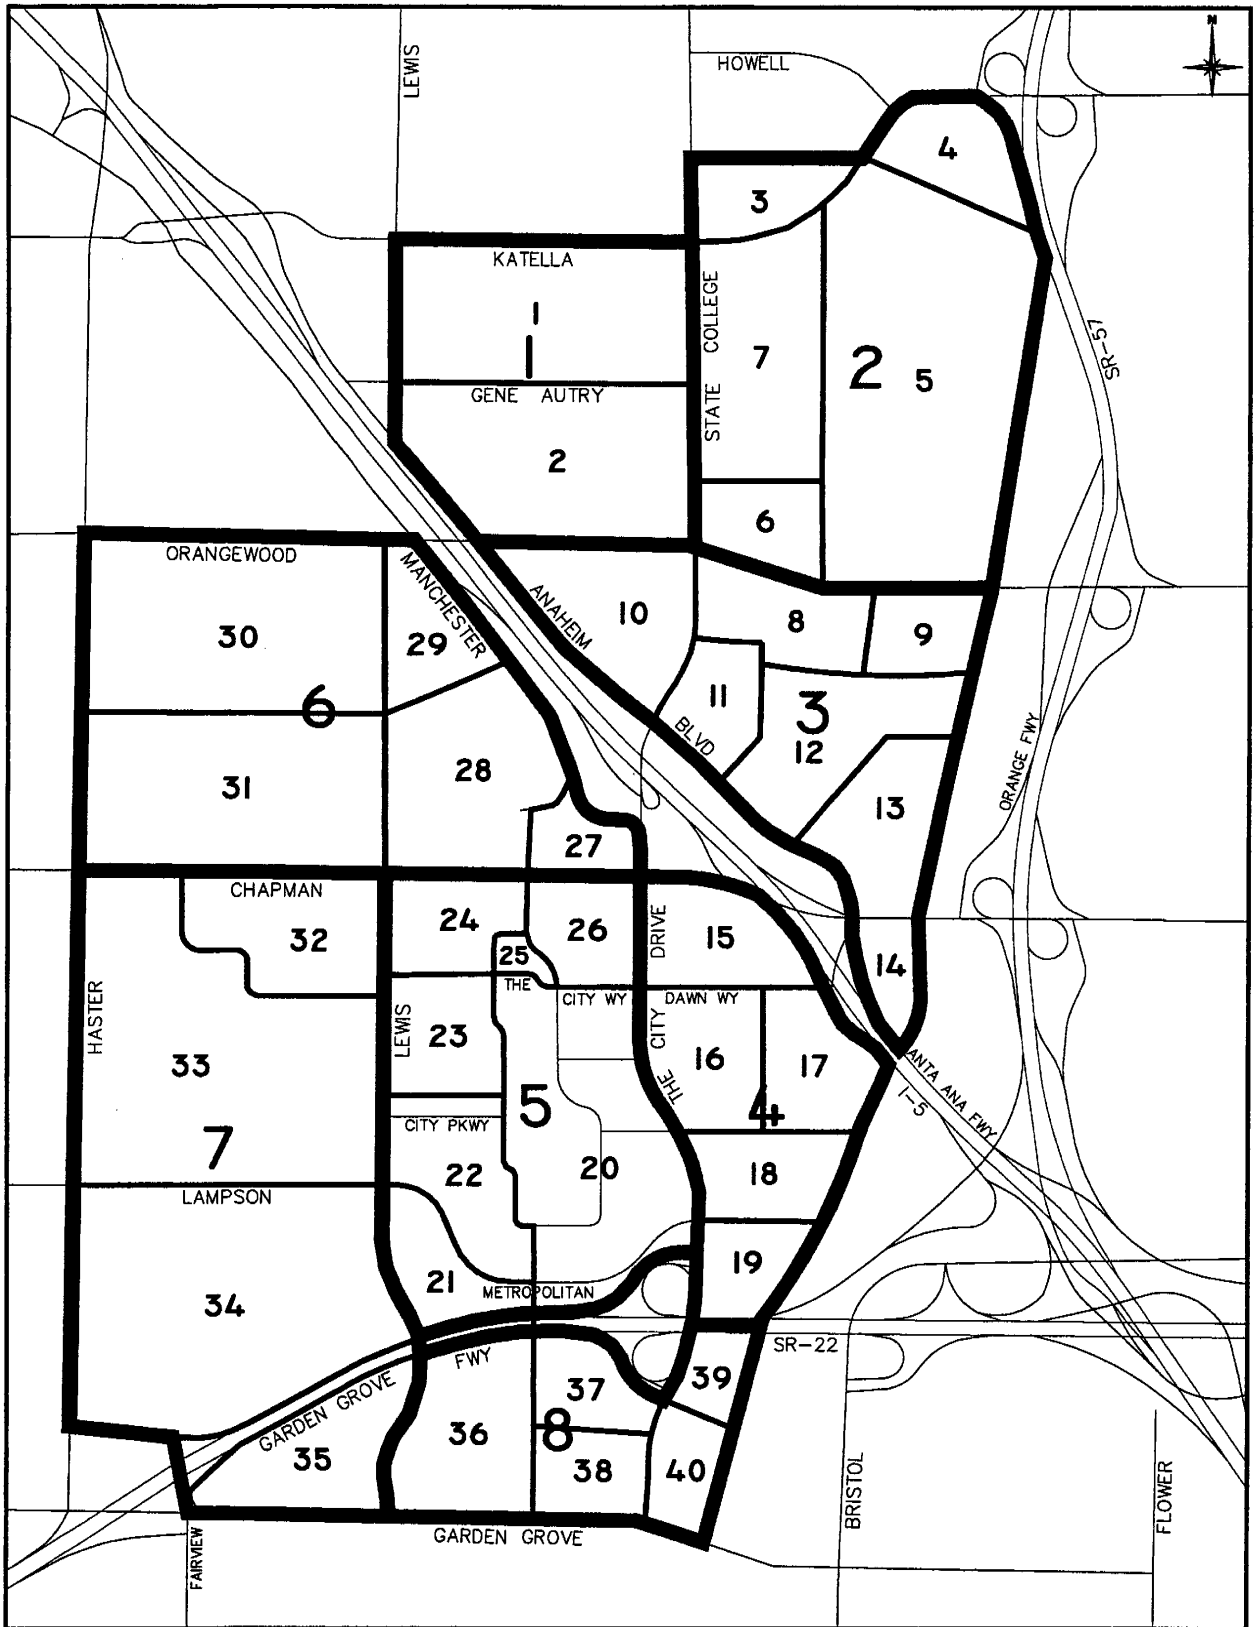 N
LEWIS
HOWELL
4
3
KATELLA
1
1
STATE COLLEGE
7
2
5
SR-57
GENE AUTRY
2
6
ORANGEWOOD
MANCHESTER
ANAHEIM
10
8
9
30
29
11
6
3
BLVD
12
ORANGE FWY
28
31
13
27
CHAPMAN
24
26
DRIVE
15
32
25
14
THE
CITY WY
DAWN WY
HASTER
LEWIS
23
CITY
16
17
33
THE
5
4
ANTA ANA FWY
I-5
CITY PKWY
7
22
20
18
LAMPSON
19
21
METROPOLITAN
34
SR-22
FWY
GARDEN GROVE
37
39
36
8
35
38
40
BRISTOL
FLOWER
GARDEN GROVE
FAIRVIEW